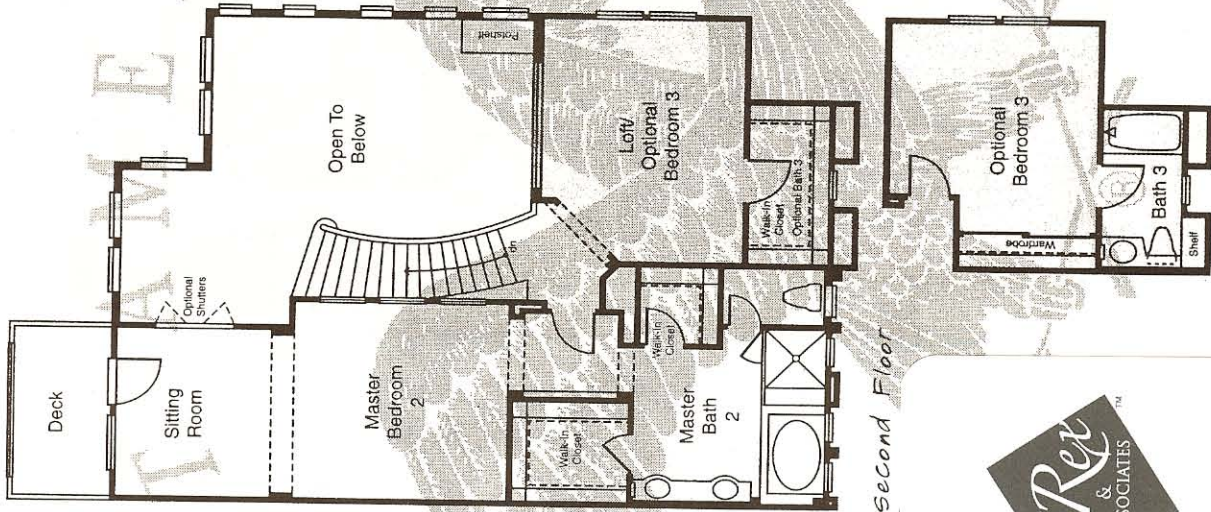 Deck
Sitting
Room
Optional
Shutters
Open To
Below
Potshelf
Master
Bedroom
2
dn
Loft/
Optional
Bedroom 3
Walk-In
Closet
Optional Bath 3
Walk-In
Closet
Walk-In
Closet
Master
Bath
2
Second Floor
Optional
Bedroom 3
Wardrobe
Bath 3
Shelf
Rex
&
SOCIATES
TM